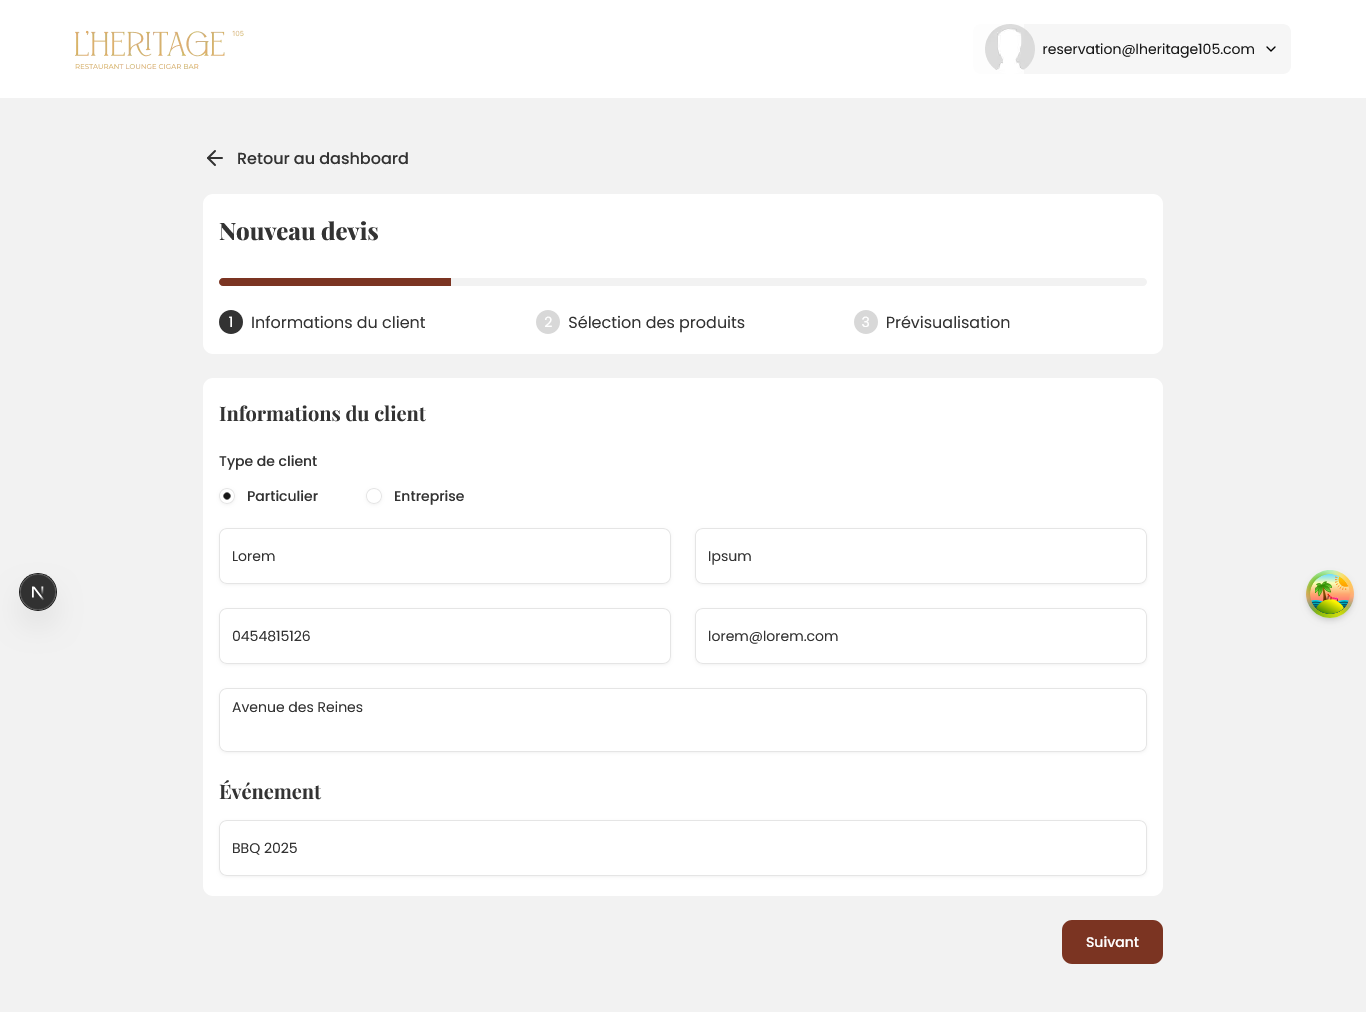 L'HERITAGE 105
RESTAURANT LOUNGE CIGAR BAR
reservation@lheritage105.com
Retour au dashboard
Nouveau devis
1 Informations du client
2 Sélection des produits
3 Prévisualisation
Informations du client
Type de client
Particulier
Entreprise
Lorem
Ipsum
0454815126
lorem@lorem.com
Avenue des Reines
Événement
BBQ 2025
Suivant
N